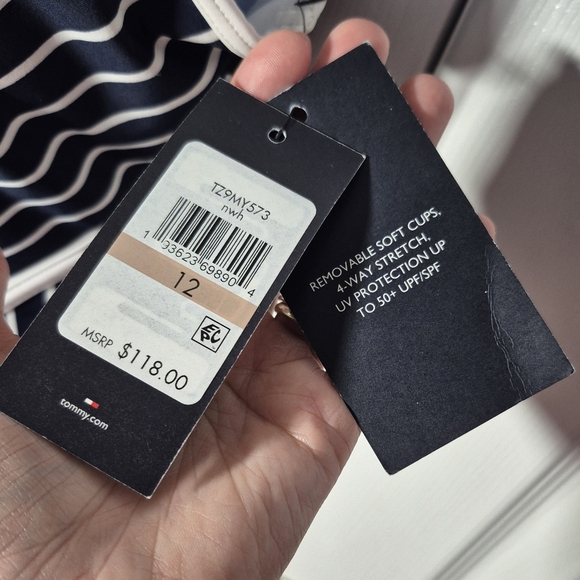 TZ9MY573
nwh
1 33623 69890 4
12
EPC
MSRP $118.00
tommy.com
REMOVABLE SOFT CUPS,
4-WAY STRETCH,
UV PROTECTION UP
TO 50+ UPF/SPF